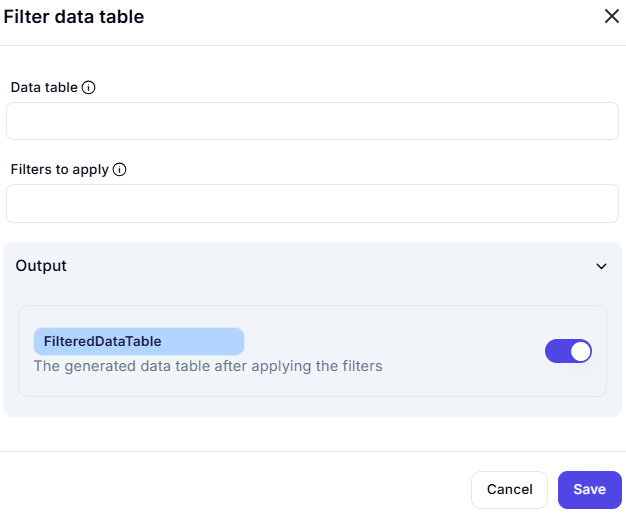 Filter data table
Data table
Filters to apply
Output
FilteredDataTable
The generated data table after applying the filters
Cancel Save